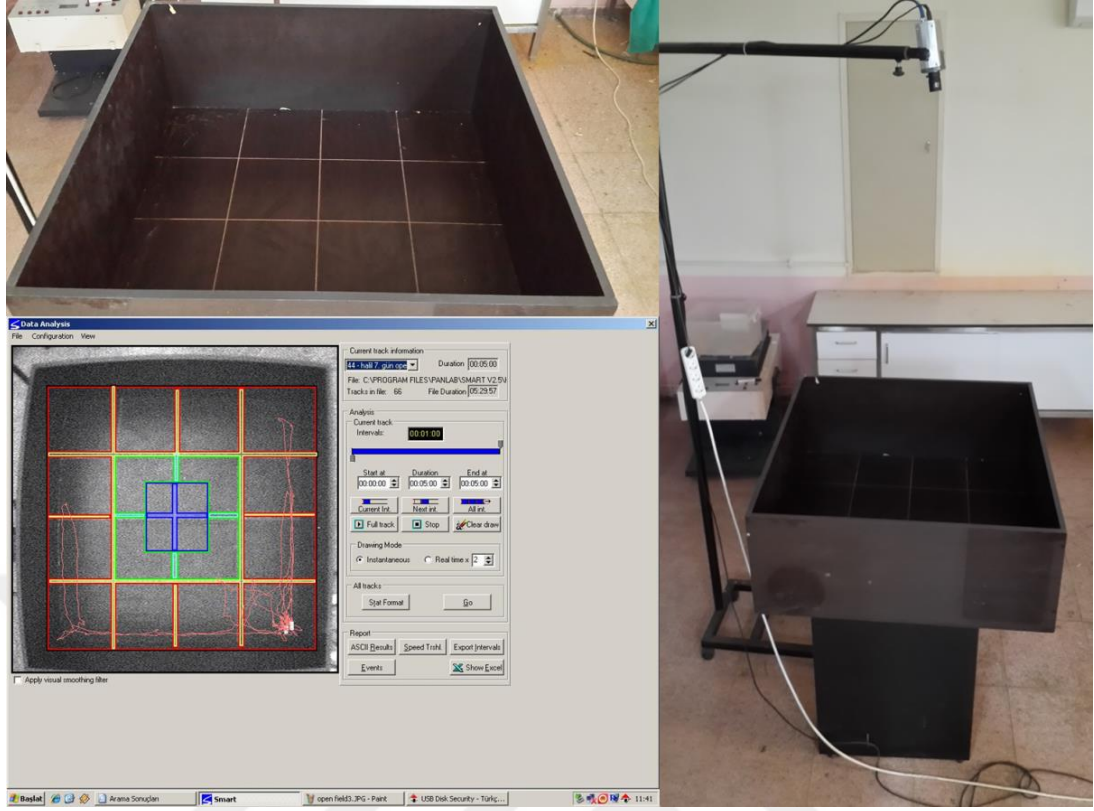 Data Analysis
File Configuration View
Current track information
44 - halil 7. gün ope
Duration 00:05:00
File: C:\PROGRAM FILES\PANLAB\SMART V2.5\
Tracks in file: 66 File Duration 05:29:57
Analysis
Current track
Intervals: 00:01:00
Start at Duration End at
00:00:00 00:05:00 00:05:00
Current Int. Next int. All int.
Full track Stop Clear draw
Drawing Mode
Instantaneous Real time x 2
All tracks
Stat Format Go
Report
ASCII Results Speed Trshl. Export Intervals
Events Show Excel
Apply visual smoothing filter
Başlat Arama Sonuçları Smart open field3.JPG - Paint USB Disk Security - Türkç... 11:41